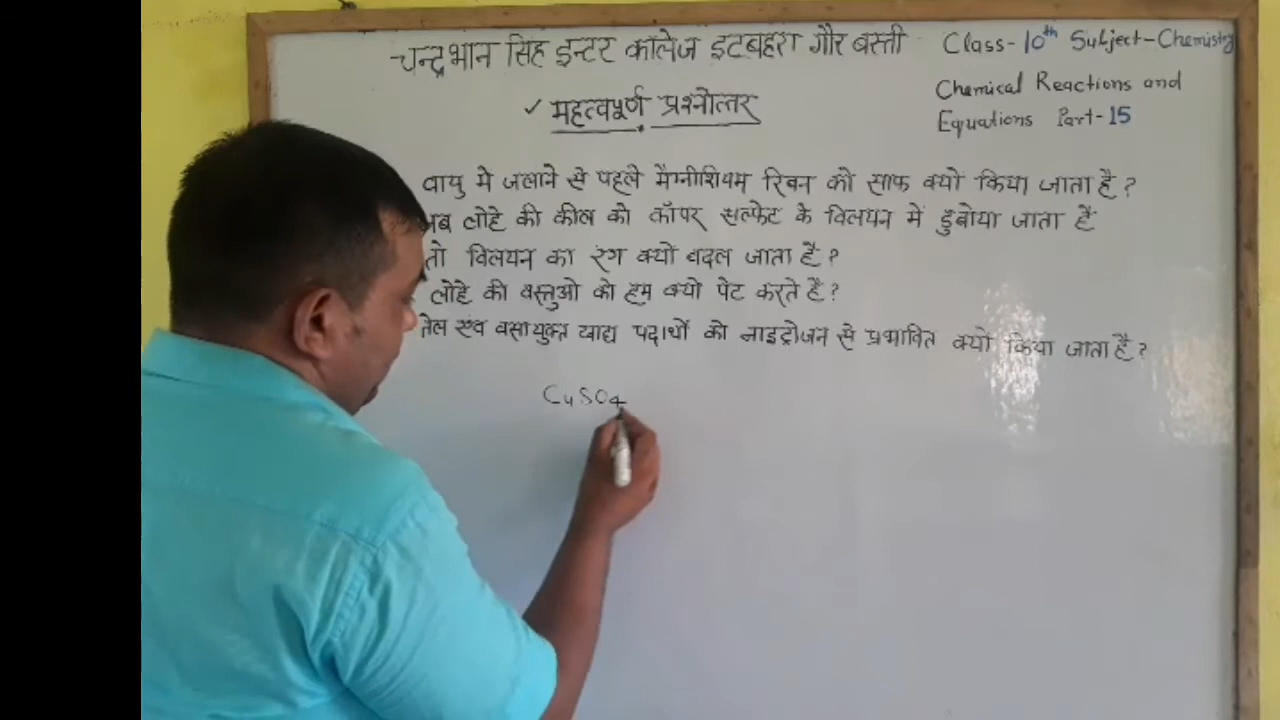 चन्द्रभान सिंह इन्टर कॉलेज इटबहरा गौर बस्ती
Class-10th Subject-Chemistry
Chemical Reactions and
Equations Part-15
✓ महत्वपूर्ण प्रश्नोत्तर
वायु मे जलाने से पहले मैग्नीशियम रिबन को साफ क्यों किया जाता है?
जब लोहे की कील को कॉपर सल्फेट के विलयन में डुबोया जाता है
तो विलयन का रंग क्यों बदल जाता है?
लोहे की वस्तुओ को हम क्यो पेंट करते है?
तेल एंव वसायुक्त खाद्य पदार्थो को नाइट्रोजन से प्रभावित क्यों किया जाता है?
CuSO4